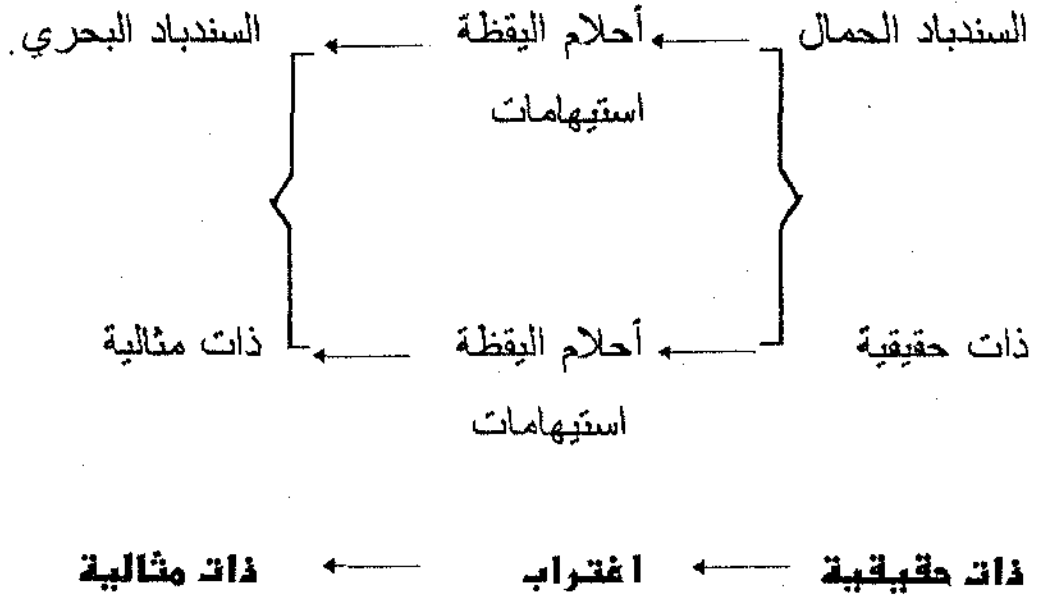 السندباد الحمال ← أحلام اليقظة ← السندباد البحري.
استيهامات
ذات حقيقية ← أحلام اليقظة ← ذات مثالية
استيهامات
ذات حقيقية ← اغتراب ← ذات مثالية